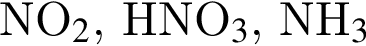 NO₂, HNO₃, NH₃